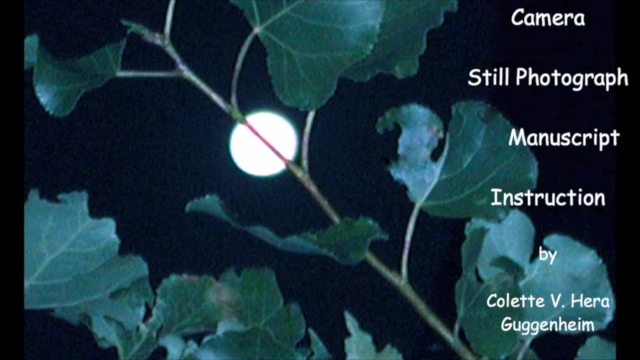 Camera
Still Photograph
Manuscript
Instruction
by
Colette V. Hera
Guggenheim